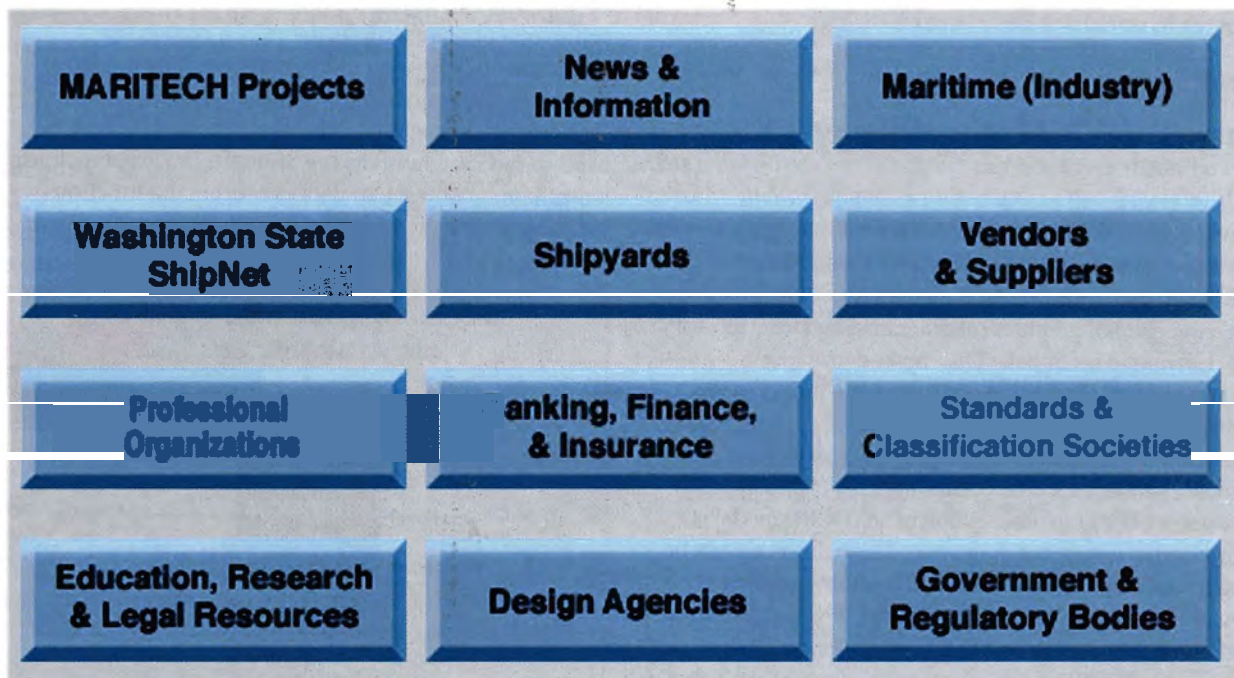 MARITECH Projects
News &
Information
Maritime (Industry)
Washington State
ShipNet
Shipyards
Vendors
& Suppliers
Professional
Organizations
anking, Finance,
& Insurance
Standards &
Classification Societies
Education, Research
& Legal Resources
Design Agencies
Government &
Regulatory Bodies